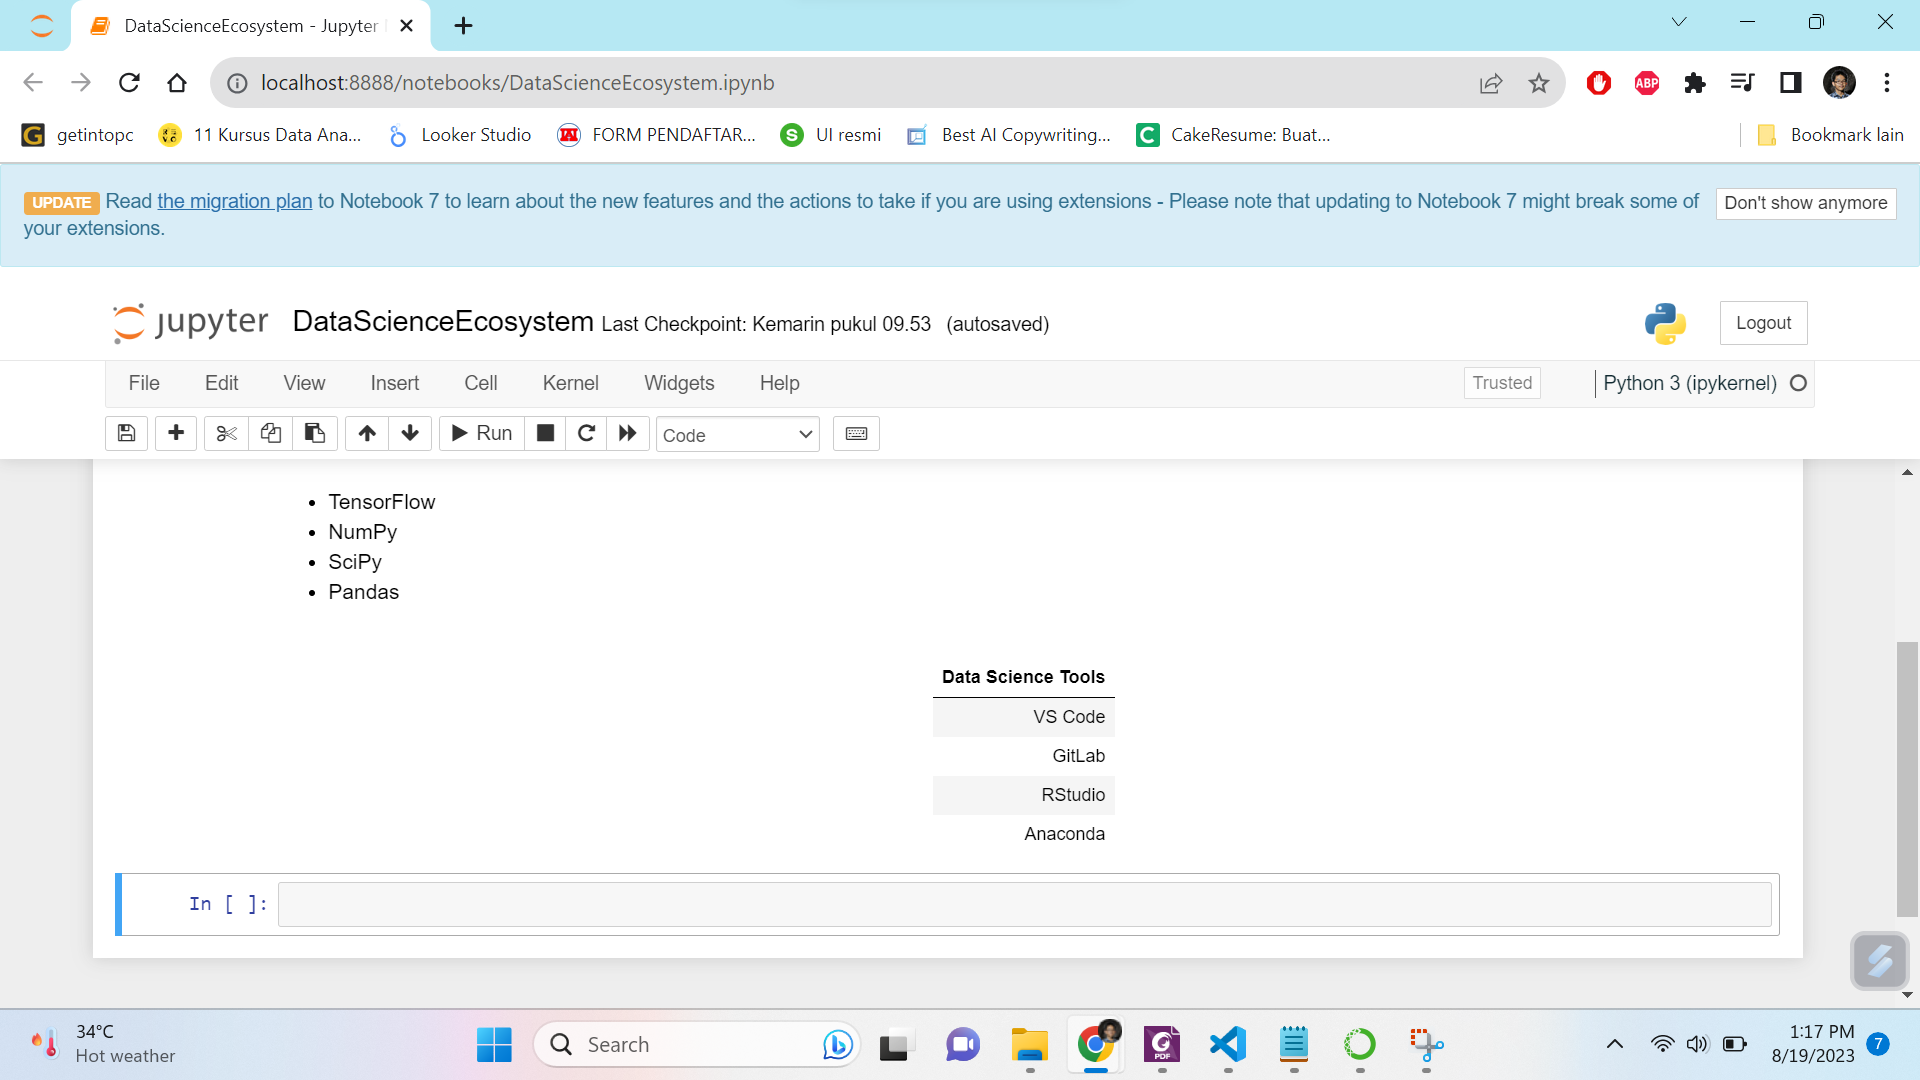 DataScienceEcosystem - Jupyter
localhost:8888/notebooks/DataScienceEcosystem.ipynb
ABP
getintopc
11 Kursus Data Ana...
Looker Studio
FORM PENDAFTAR...
UI resmi
Best AI Copywriting...
CakeResume: Buat...
Bookmark lain
UPDATE Read the migration plan to Notebook 7 to learn about the new features and the actions to take if you are using extensions - Please note that updating to Notebook 7 might break some of
your extensions.
Don't show anymore
jupyter DataScienceEcosystem Last Checkpoint: Kemarin pukul 09.53 (autosaved)
Logout
File Edit View Insert Cell Kernel Widgets Help
Trusted
Python 3 (ipykernel)
Run
Code
TensorFlow
NumPy
SciPy
Pandas
Data Science Tools
VS Code
GitLab
RStudio
Anaconda
In [ ]:
34°C
Hot weather
Search
PDF
1:17 PM
8/19/2023
7